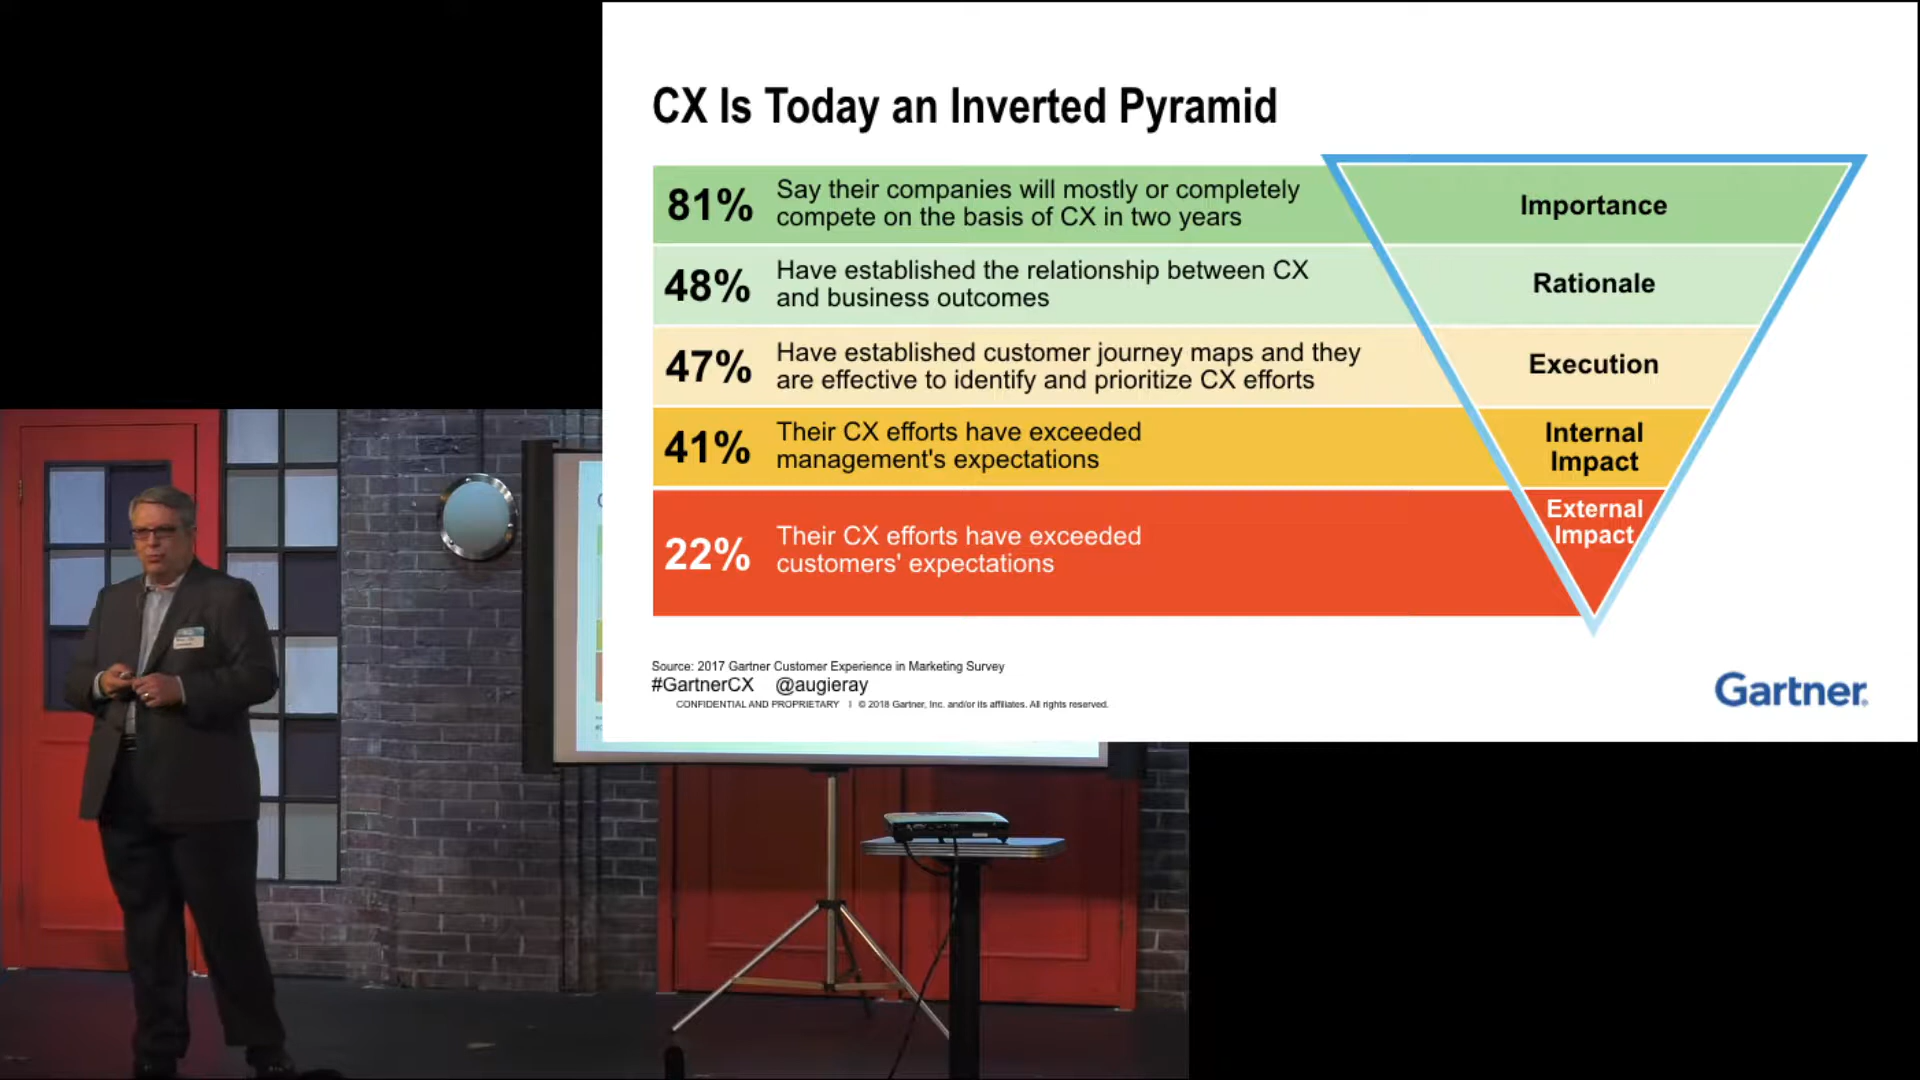 CX Is Today an Inverted Pyramid
81%
Say their companies will mostly or completely
compete on the basis of CX in two years
Importance
48%
Have established the relationship between CX
and business outcomes
Rationale
47%
Have established customer journey maps and they
are effective to identify and prioritize CX efforts
Execution
41%
Their CX efforts have exceeded
management's expectations
Internal
Impact
22%
Their CX efforts have exceeded
customers' expectations
External
Impact
Source: 2017 Gartner Customer Experience in Marketing Survey
#GartnerCX @augieray
CONFIDENTIAL AND PROPRIETARY I © 2018 Gartner, Inc. and/or its affiliates. All rights reserved.
Gartner®